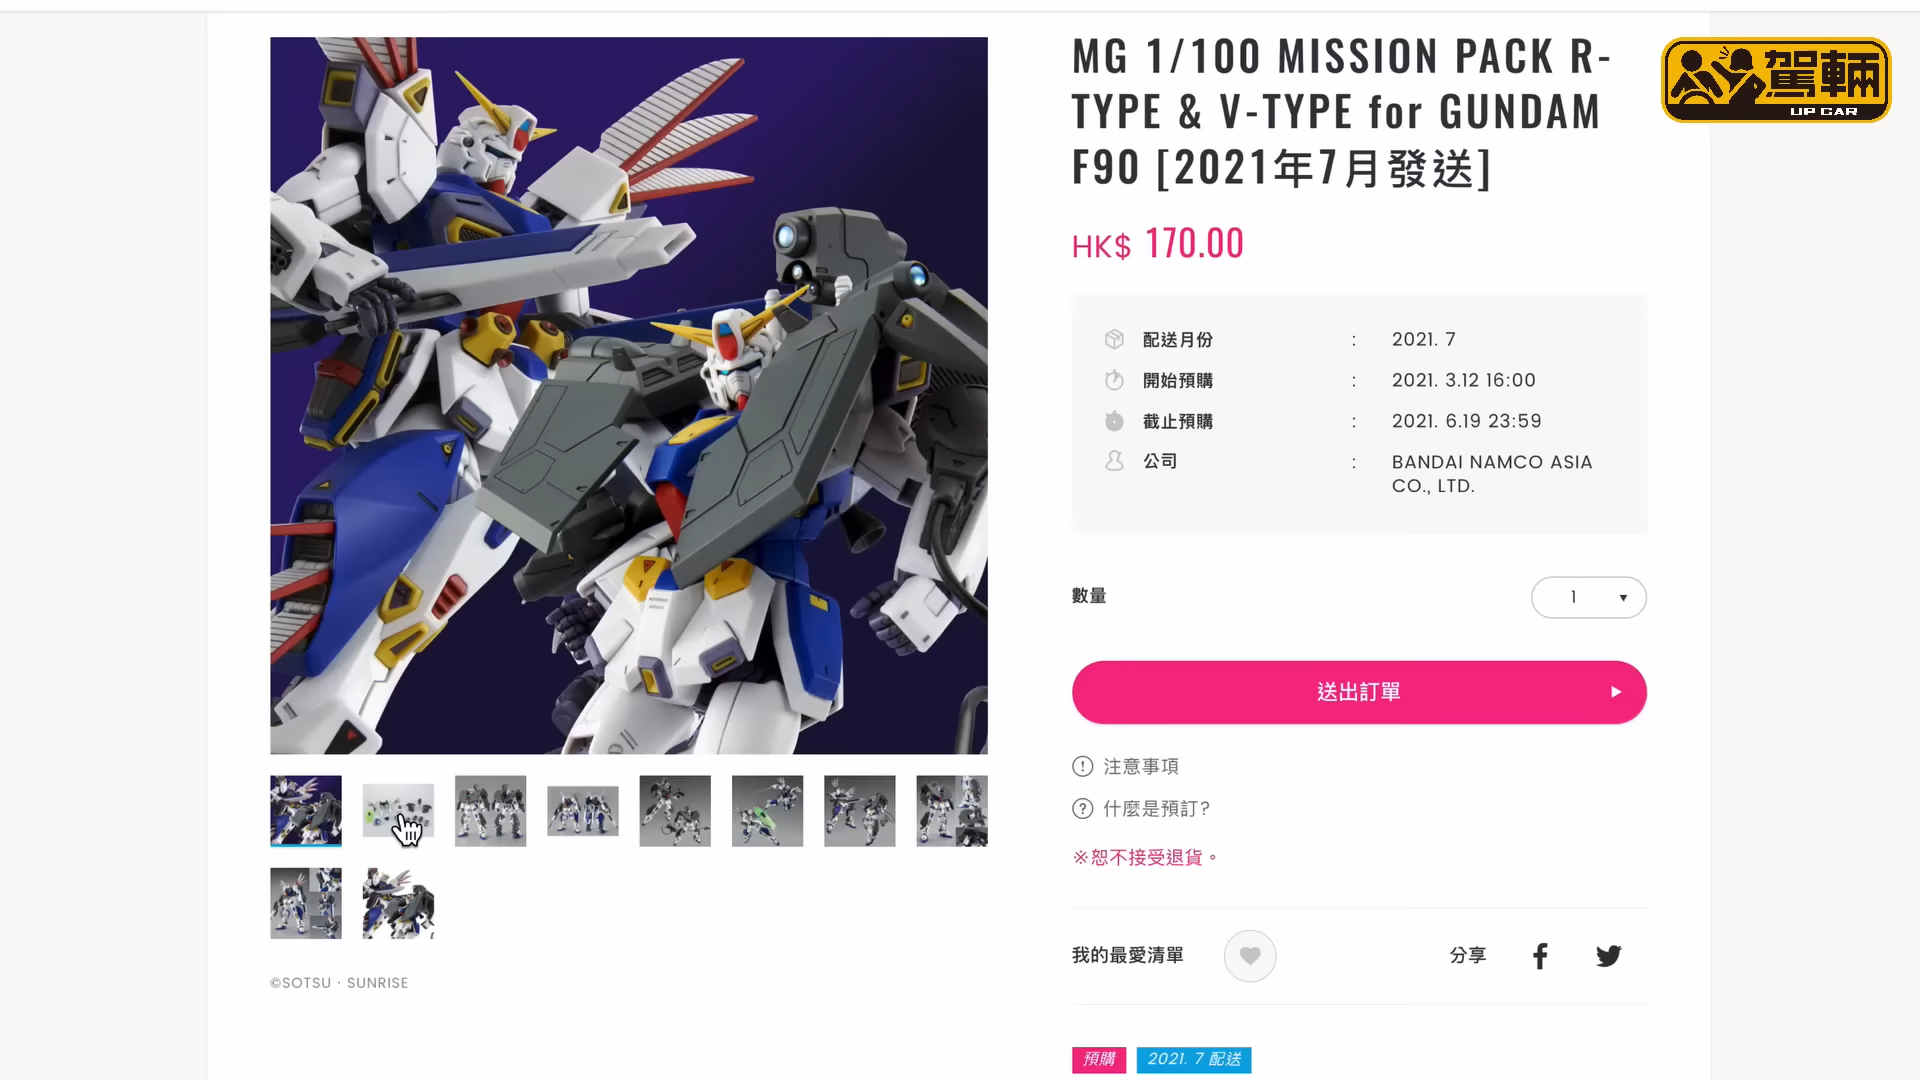 MG 1/100 MISSION PACK R-
TYPE & V-TYPE for GUNDAM
F90 [2021年7月發送]
駕輛
UP CAR
HK$ 170.00
配送月份 : 2021. 7
開始預購 : 2021. 3.12 16:00
截止預購 : 2021. 6.19 23:59
公司 : BANDAI NAMCO ASIA
CO., LTD.
數量 1
送出訂單
注意事項
什麼是預訂?
※恕不接受退貨。
我的最愛清單 分享
©SOTSU・SUNRISE
預購 2021. 7 配送